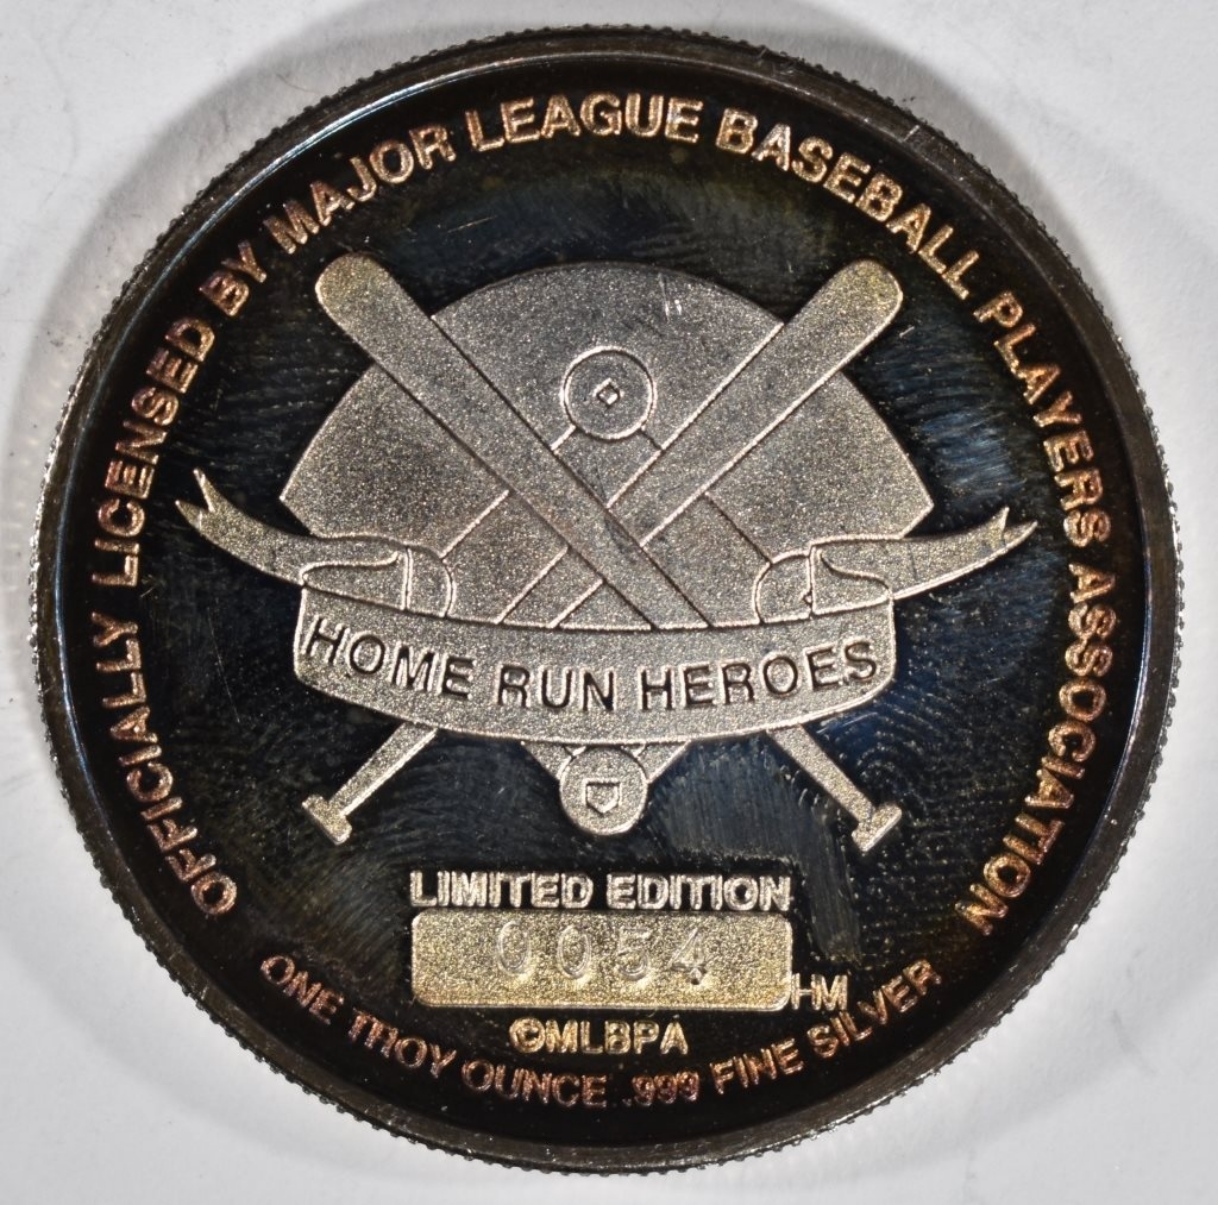 OFFICIALLY LICENSED BY MAJOR LEAGUE BASEBALL PLAYERS ASSOCIATION
HOME RUN HEROES
LIMITED EDITION
0054
HM
©MLBPA
ONE TROY OUNCE .999 FINE SILVER